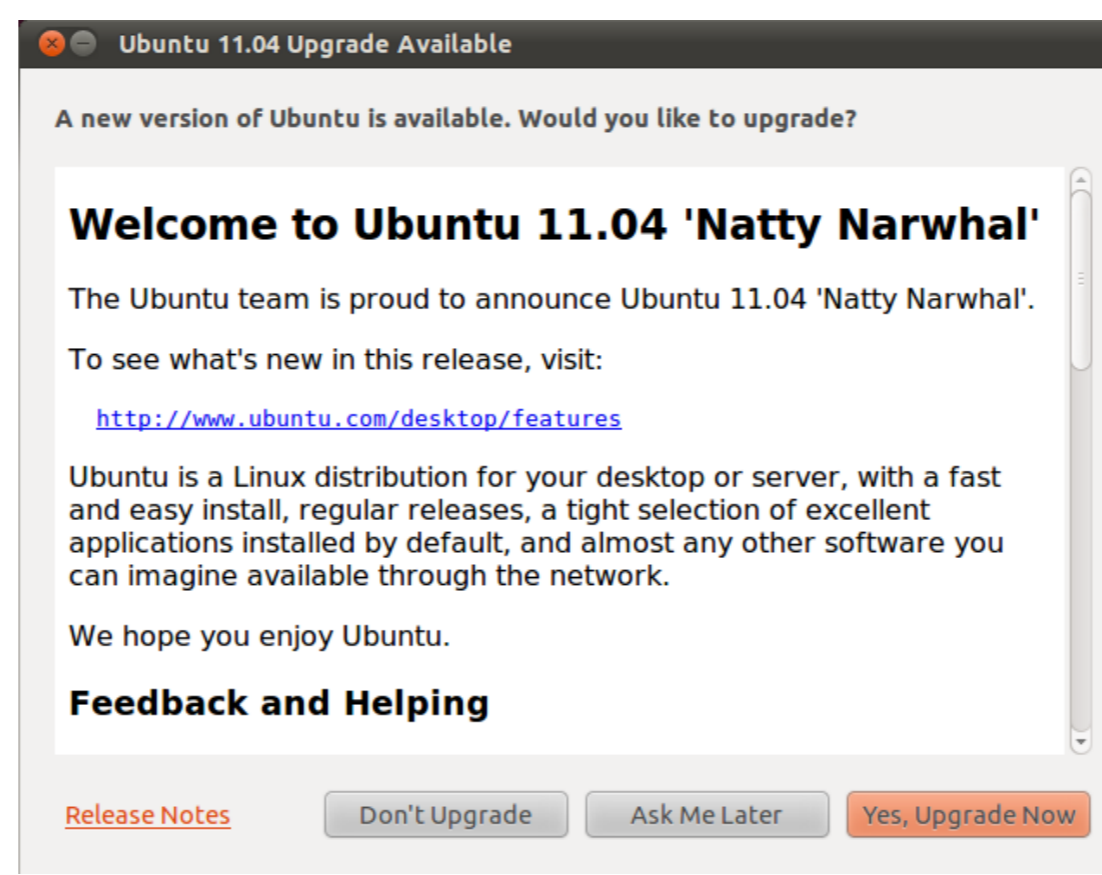 Ubuntu 11.04 Upgrade Available
A new version of Ubuntu is available. Would you like to upgrade?
Welcome to Ubuntu 11.04 'Natty Narwhal'
The Ubuntu team is proud to announce Ubuntu 11.04 'Natty Narwhal'.
To see what's new in this release, visit:
http://www.ubuntu.com/desktop/features
Ubuntu is a Linux distribution for your desktop or server, with a fast
and easy install, regular releases, a tight selection of excellent
applications installed by default, and almost any other software you
can imagine available through the network.
We hope you enjoy Ubuntu.
Feedback and Helping
Release Notes
Don't Upgrade
Ask Me Later
Yes, Upgrade Now